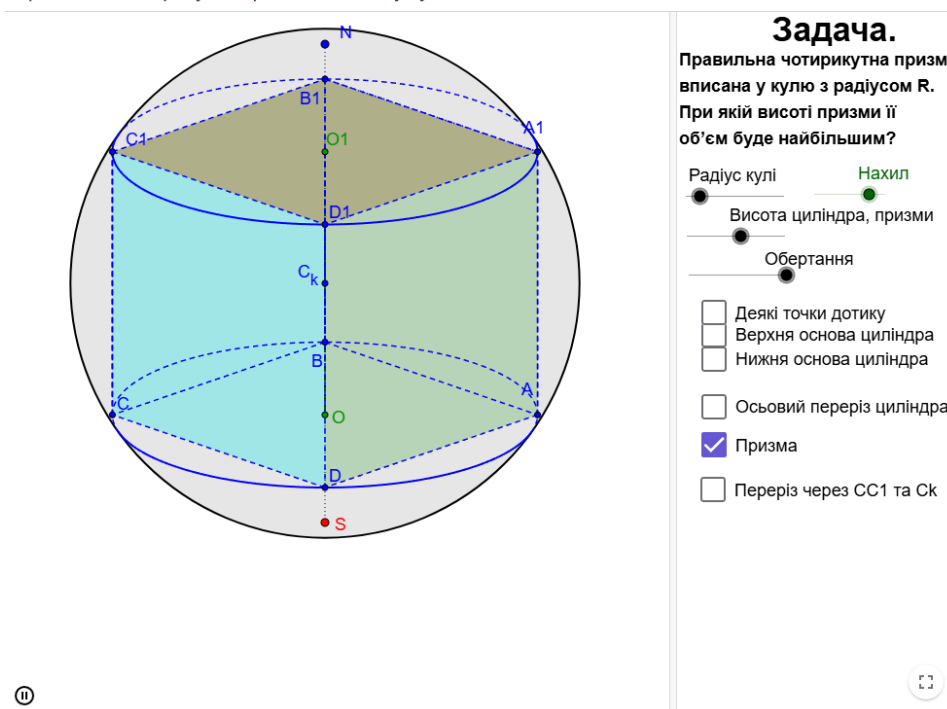 Задача.
Правильна чотирикутна призм
вписана у кулю з радіусом R.
При якій висоті призми її
об'єм буде найбільшим?
Радіус кулі
Нахил
Висота циліндра, призми
Обертання
Деякі точки дотику
Верхня основа циліндра
Нижня основа циліндра
Осьовий переріз циліндра
Призма
Переріз через CC1 та Ck
N
B1
C1
O1
A1
D1
Ck
B
C
A
O
D
S